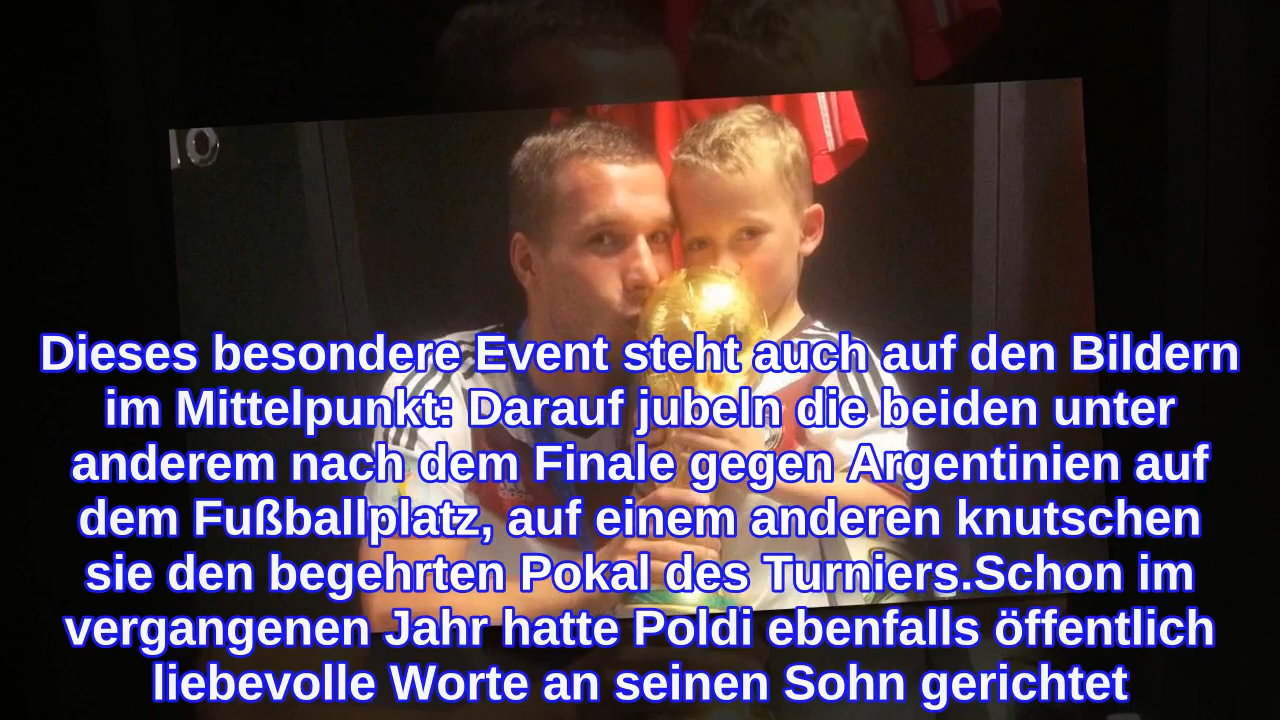 10
Dieses besondere Event steht auch auf den Bildern
im Mittelpunkt: Darauf jubeln die beiden unter
anderem nach dem Finale gegen Argentinien auf
dem Fußballplatz, auf einem anderen knutschen
sie den begehrten Pokal des Turniers.Schon im
vergangenen Jahr hatte Poldi ebenfalls öffentlich
liebevolle Worte an seinen Sohn gerichtet